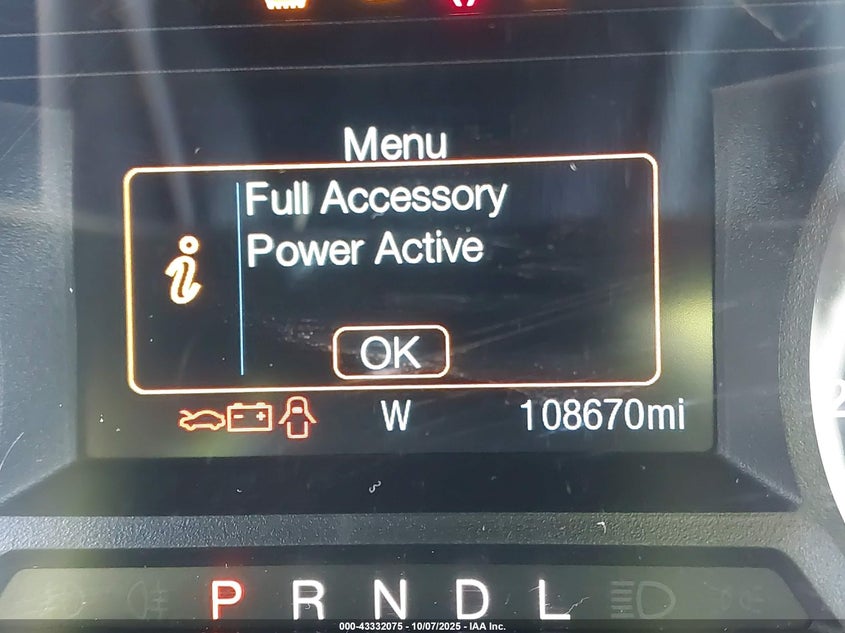 Menu
Full Accessory
Power Active
OK
W 108670mi
P R N D L
000-43332075 - 10/07/2025 - IAA Inc.